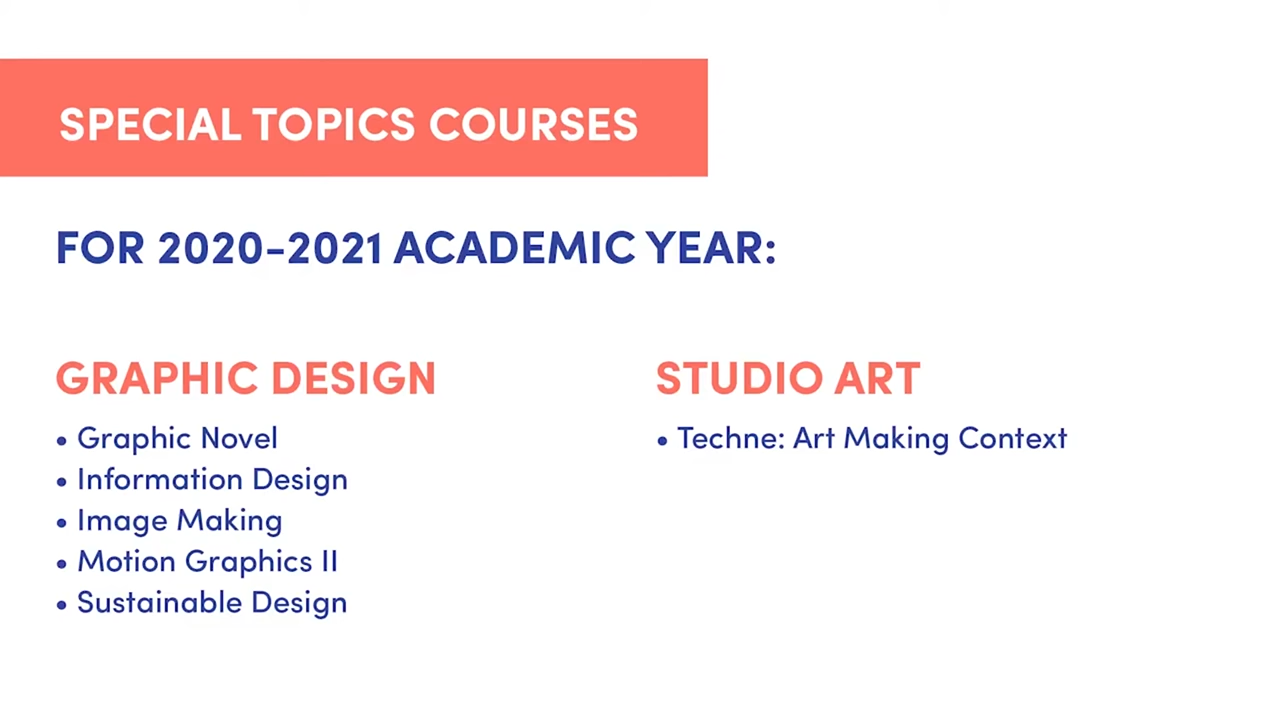 SPECIAL TOPICS COURSES
FOR 2020-2021 ACADEMIC YEAR:
GRAPHIC DESIGN
• Graphic Novel
• Information Design
• Image Making
• Motion Graphics II
• Sustainable Design
STUDIO ART
• Techne: Art Making Context